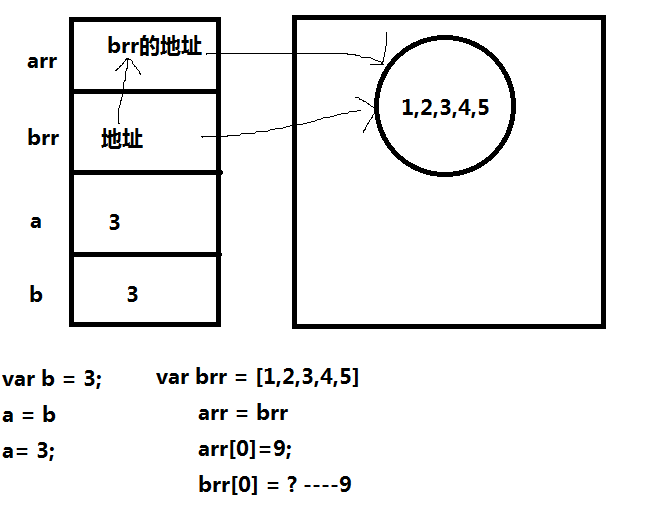 arr
brr的地址
brr
地址
1,2,3,4,5
a
3
b
3
var b = 3;
a = b
a= 3;
var brr = [1,2,3,4,5]
arr = brr
arr[0]=9;
brr[0] = ? ----9